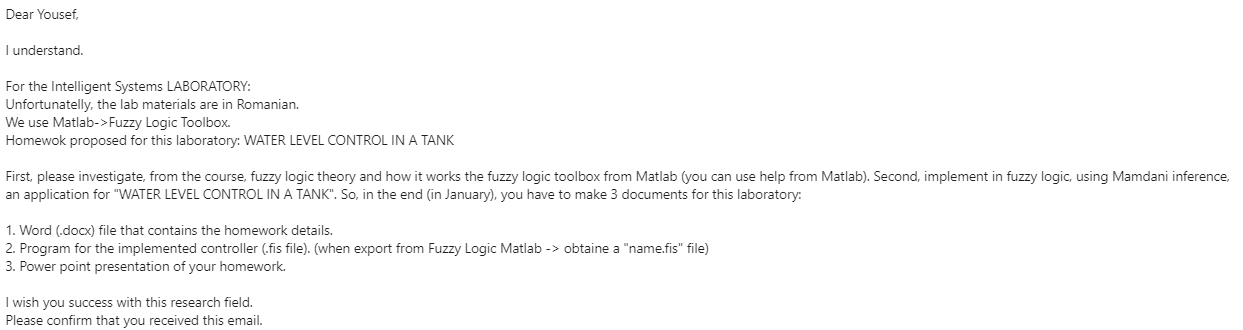 Dear Yousef,
I understand.
For the Intelligent Systems LABORATORY:
Unfortunatelly, the lab materials are in Romanian.
We use Matlab->Fuzzy Logic Toolbox.
Homewok proposed for this laboratory: WATER LEVEL CONTROL IN A TANK
First, please investigate, from the course, fuzzy logic theory and how it works the fuzzy logic toolbox from Matlab (you can use help from Matlab). Second, implement in fuzzy logic, using Mamdani inference,
an application for "WATER LEVEL CONTROL IN A TANK". So, in the end (in January), you have to make 3 documents for this laboratory:
1. Word (.docx) file that contains the homework details.
2. Program for the implemented controller (.fis file). (when export from Fuzzy Logic Matlab -> obtaine a "name.fis" file)
3. Power point presentation of your homework.
I wish you success with this research field.
Please confirm that you received this email.